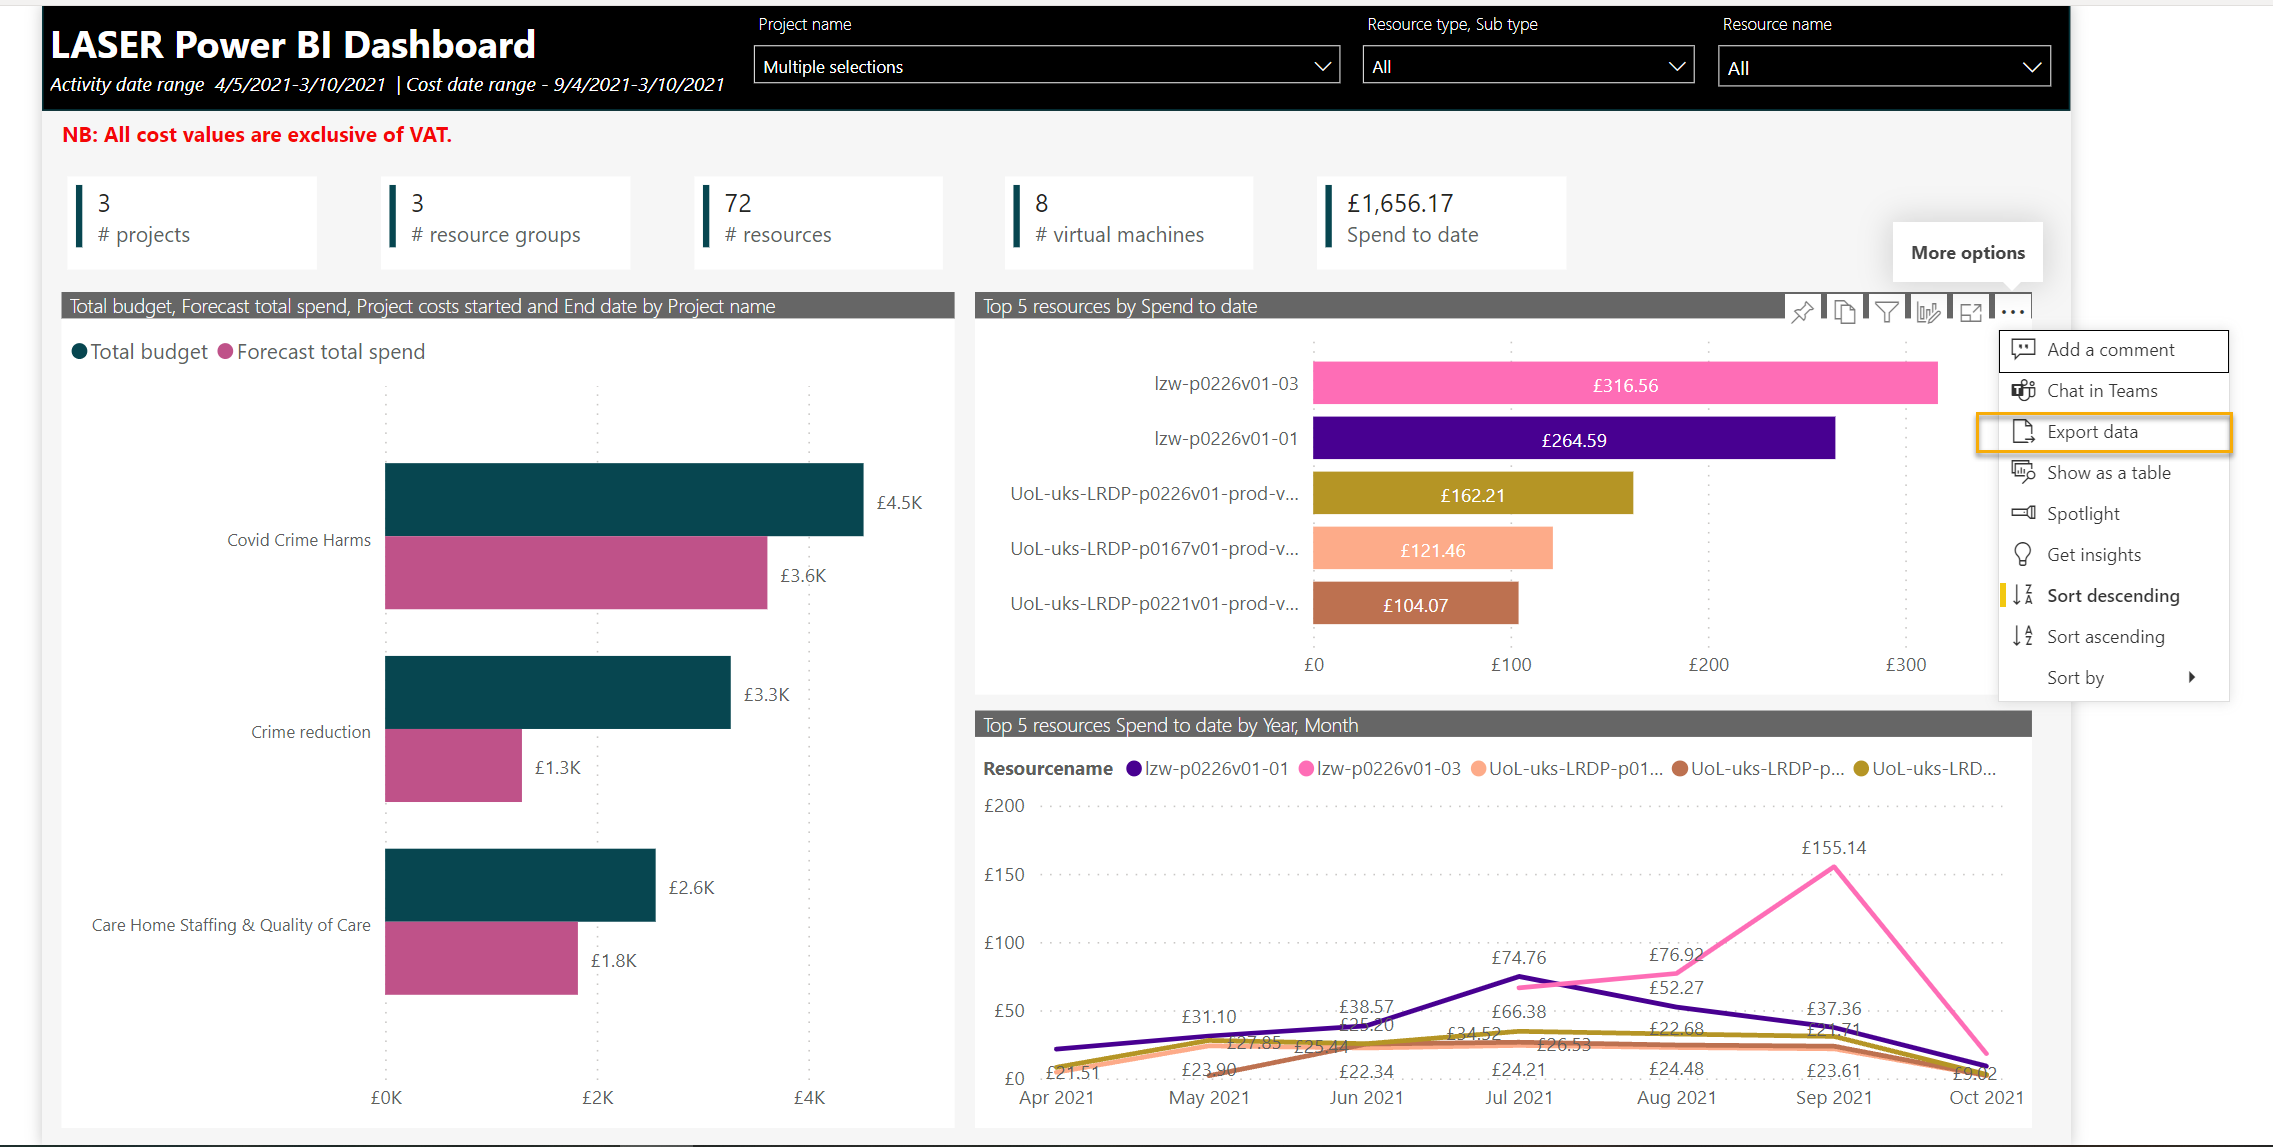 LASER Power BI Dashboard
Activity date range 4/5/2021-3/10/2021 | Cost date range - 9/4/2021-3/10/2021
Project name
Multiple selections
Resource type, Sub type
All
Resource name
All
NB: All cost values are exclusive of VAT.
3
# projects
3
# resource groups
72
# resources
8
# virtual machines
£1,656.17
Spend to date
More options
Total budget, Forecast total spend, Project costs started and End date by Project name
Total budget Forecast total spend
Covid Crime Harms
£4.5K
£3.6K
Crime reduction
£3.3K
£1.3K
Care Home Staffing & Quality of Care
£2.6K
£1.8K
£0K £2K £4K
Top 5 resources by Spend to date
lzw-p0226v01-03 £316.56
lzw-p0226v01-01 £264.59
UoL-uks-LRDP-p0226v01-prod-v... £162.21
UoL-uks-LRDP-p0167v01-prod-v... £121.46
UoL-uks-LRDP-p0221v01-prod-v... £104.07
£0 £100 £200 £300
Add a comment
Chat in Teams
Export data
Show as a table
Spotlight
Get insights
Sort descending
Sort ascending
Sort by
Top 5 resources Spend to date by Year, Month
Resourcename lzw-p0226v01-01 lzw-p0226v01-03 UoL-uks-LRDP-p01... UoL-uks-LRDP-p... UoL-uks-LRD...
£200
£155.14
£150
£100
£74.76 £76.92
£52.27
£50
£31.10 £38.57 £66.38 £37.36
£25.20 £34.52 £22.68 £21.71
£27.85 £25.44 £26.53
£0
£21.51 £23.90 £22.34 £24.21 £24.48 £23.61 £9.02
Apr 2021 May 2021 Jun 2021 Jul 2021 Aug 2021 Sep 2021 Oct 2021